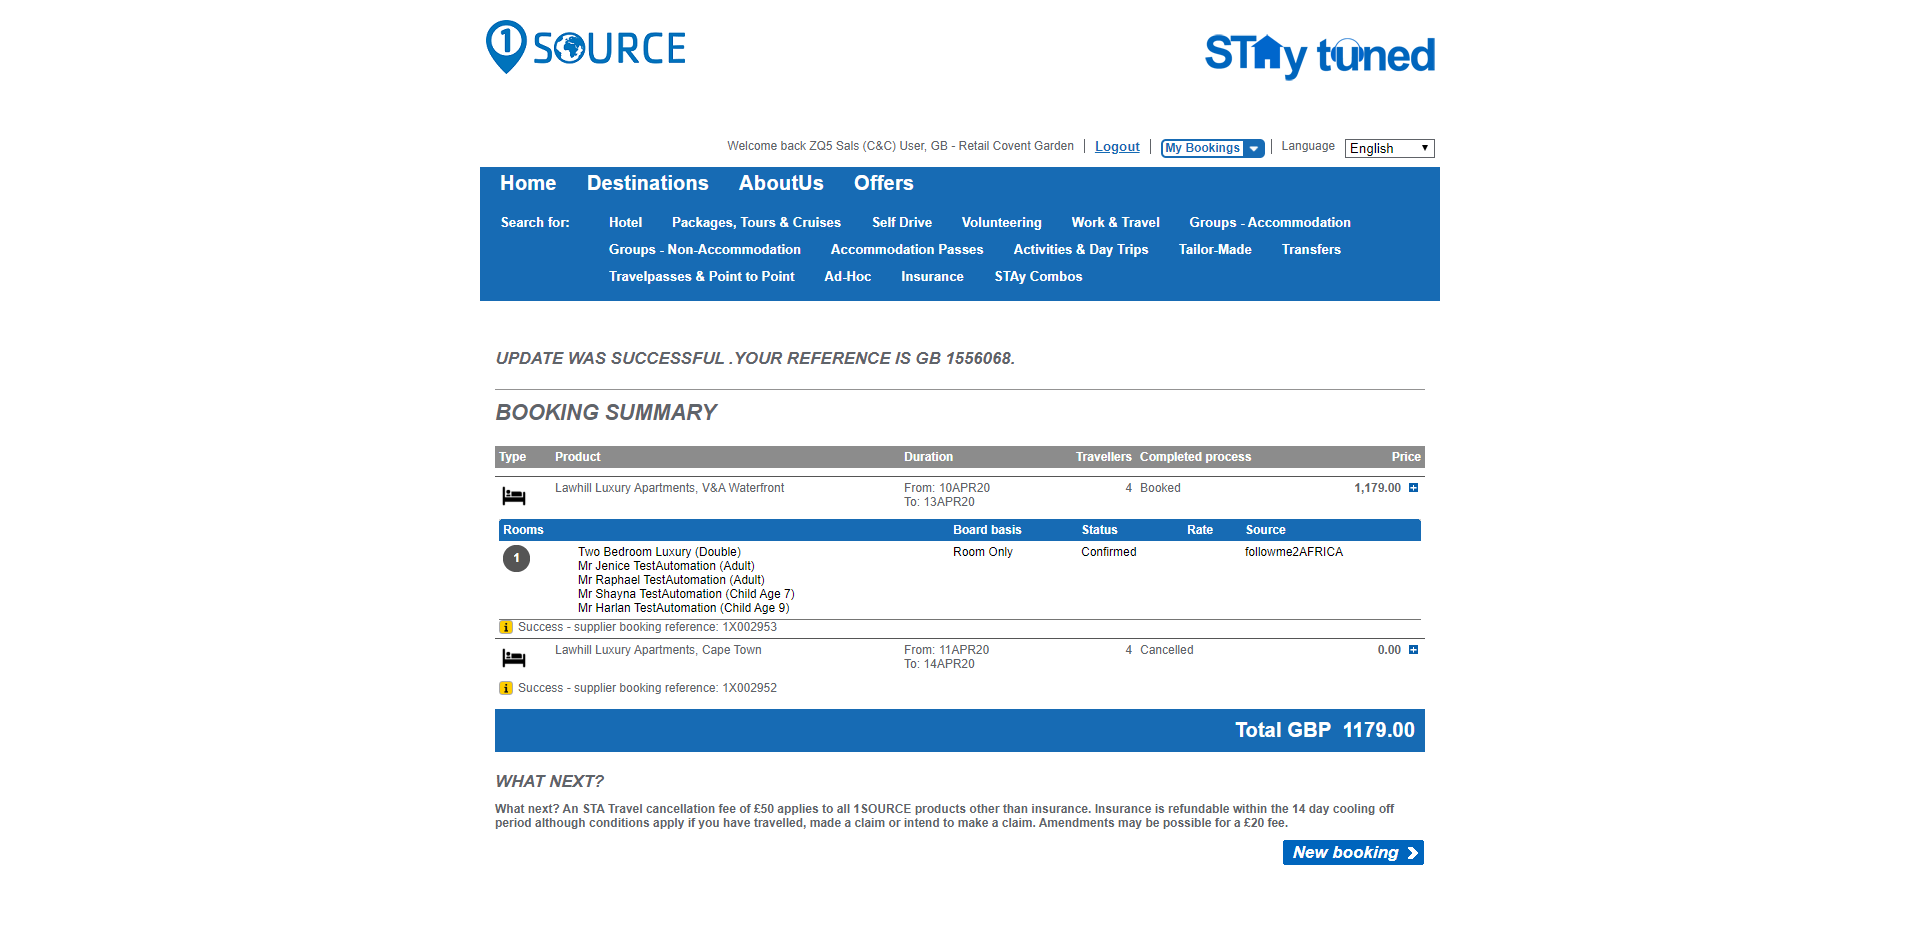 1 SOURCE
STAy tuned
Welcome back ZQ5 Sals (C&C) User, GB - Retail Covent Garden | Logout | My Bookings | Language English
Home Destinations AboutUs Offers
Search for: Hotel Packages, Tours & Cruises Self Drive Volunteering Work & Travel Groups - Accommodation
Groups - Non-Accommodation Accommodation Passes Activities & Day Trips Tailor-Made Transfers
Travelpasses & Point to Point Ad-Hoc Insurance STAy Combos
UPDATE WAS SUCCESSFUL .YOUR REFERENCE IS GB 1556068.
BOOKING SUMMARY
Type Product Duration Travellers Completed process Price
Lawhill Luxury Apartments, V&A Waterfront From: 10APR20 4 Booked 1,179.00
To: 13APR20
Rooms Board basis Status Rate Source
1 Two Bedroom Luxury (Double) Room Only Confirmed followme2AFRICA
Mr Jenice TestAutomation (Adult)
Mr Raphael TestAutomation (Adult)
Mr Shayna TestAutomation (Child Age 7)
Mr Harlan TestAutomation (Child Age 9)
Success - supplier booking reference: 1X002953
Lawhill Luxury Apartments, Cape Town From: 11APR20 4 Cancelled 0.00
To: 14APR20
Success - supplier booking reference: 1X002952
Total GBP 1179.00
WHAT NEXT?
What next? An STA Travel cancellation fee of £50 applies to all 1SOURCE products other than insurance. Insurance is refundable within the 14 day cooling off
period although conditions apply if you have travelled, made a claim or intend to make a claim. Amendments may be possible for a £20 fee.
New booking